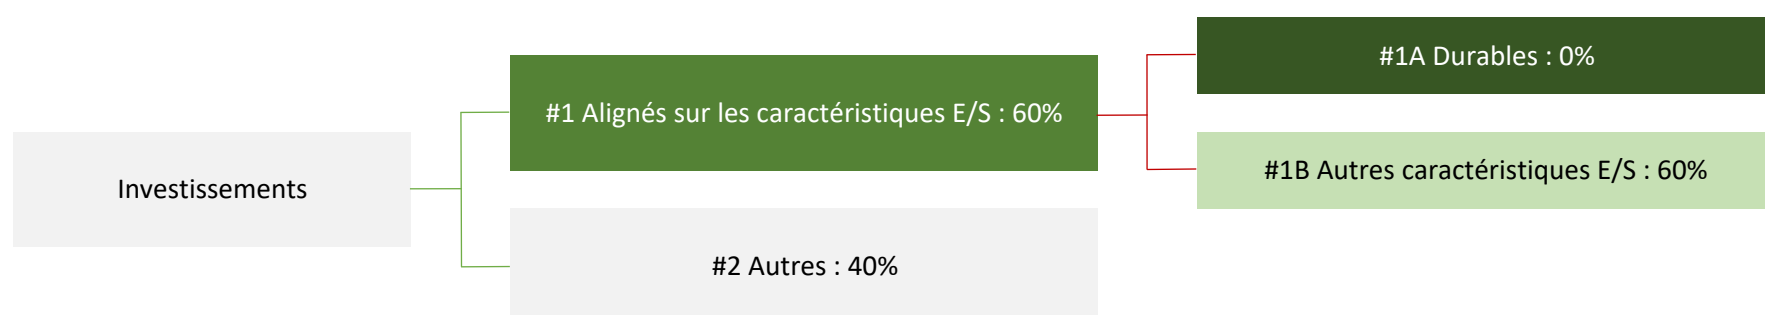 Investissements
#1 Alignés sur les caractéristiques E/S : 60%
#2 Autres : 40%
#1A Durables : 0%
#1B Autres caractéristiques E/S : 60%